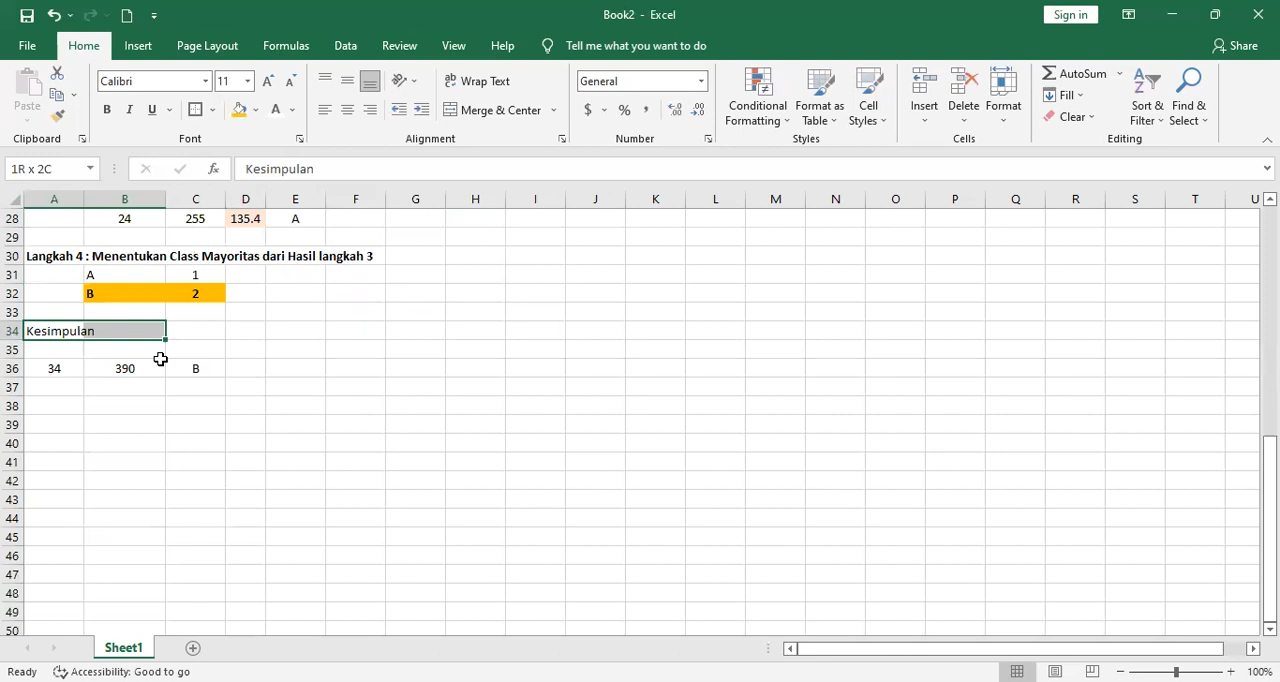 Book2 - Excel
Sign in
File Home Insert Page Layout Formulas Data Review View Help Tell me what you want to do Share
Paste
Calibri 11
B I U
Wrap Text
Merge & Center
General
$ % ,
Conditional Formatting
Format as Table
Cell Styles
Insert
Delete
Format
AutoSum
Fill
Clear
Sort & Filter
Find & Select
Clipboard Font Alignment Number Styles Cells Editing
1R x 2C fx Kesimpulan
A B C D E F G H I J K L M N O P Q R S T U
28 24 255 135.4 A
29
30 Langkah 4 : Menentukan Class Mayoritas dari Hasil langkah 3
31 A 1
32 B 2
33
34 Kesimpulan
35
36 34 390 B
37
38
39
40
41
42
43
44
45
46
47
48
49
50
Sheet1
Ready Accessibility: Good to go 100%